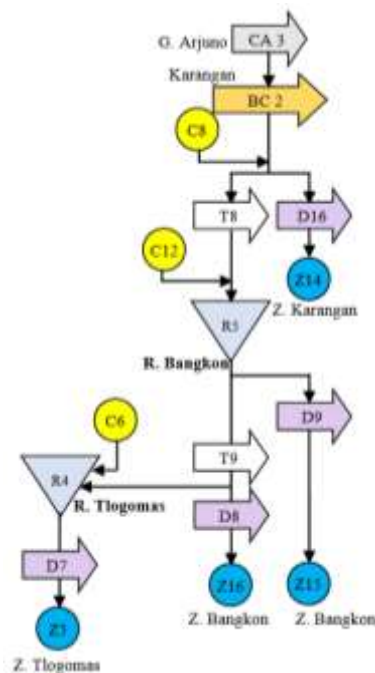 G. Arjuno
CA 3
Karangan
BC 2
C8
T8
D16
C12
Z14
Z. Karangan
R5
R. Bangkon
C6
D9
T9
R4
R. Tlogomas
D8
D7
Z16
Z15
Z. Bangkon
Z. Bangkon
Z3
Z. Tlogomas